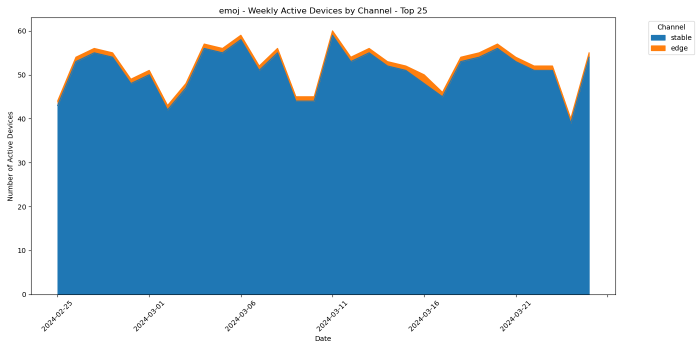 emoj - Weekly Active Devices by Channel - Top 25
Channel
stable
edge
Number of Active Devices
60
50
40
30
20
10
0
2024-02-25
2024-03-01
2024-03-06
2024-03-11
2024-03-16
2024-03-21
Date